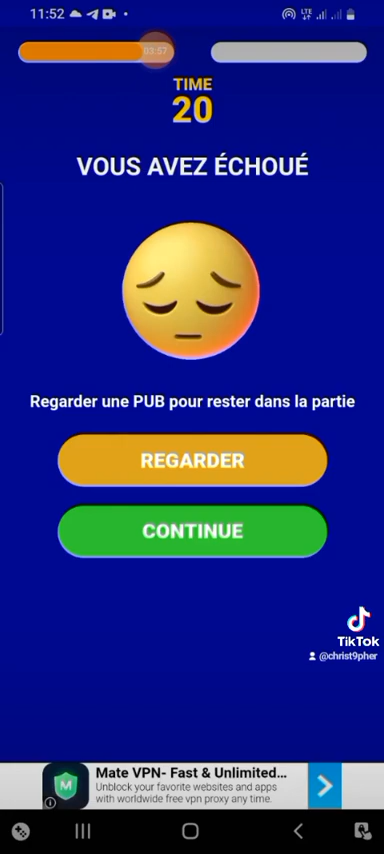 11:52
LTE
03:57
TIME
20
VOUS AVEZ ÉCHOUÉ
Regarder une PUB pour rester dans la partie
REGARDER
CONTINUE
TikTok
@christ9pher
Mate VPN- Fast & Unlimited...
Unblock your favorite websites and apps
with worldwide free vpn proxy any time.